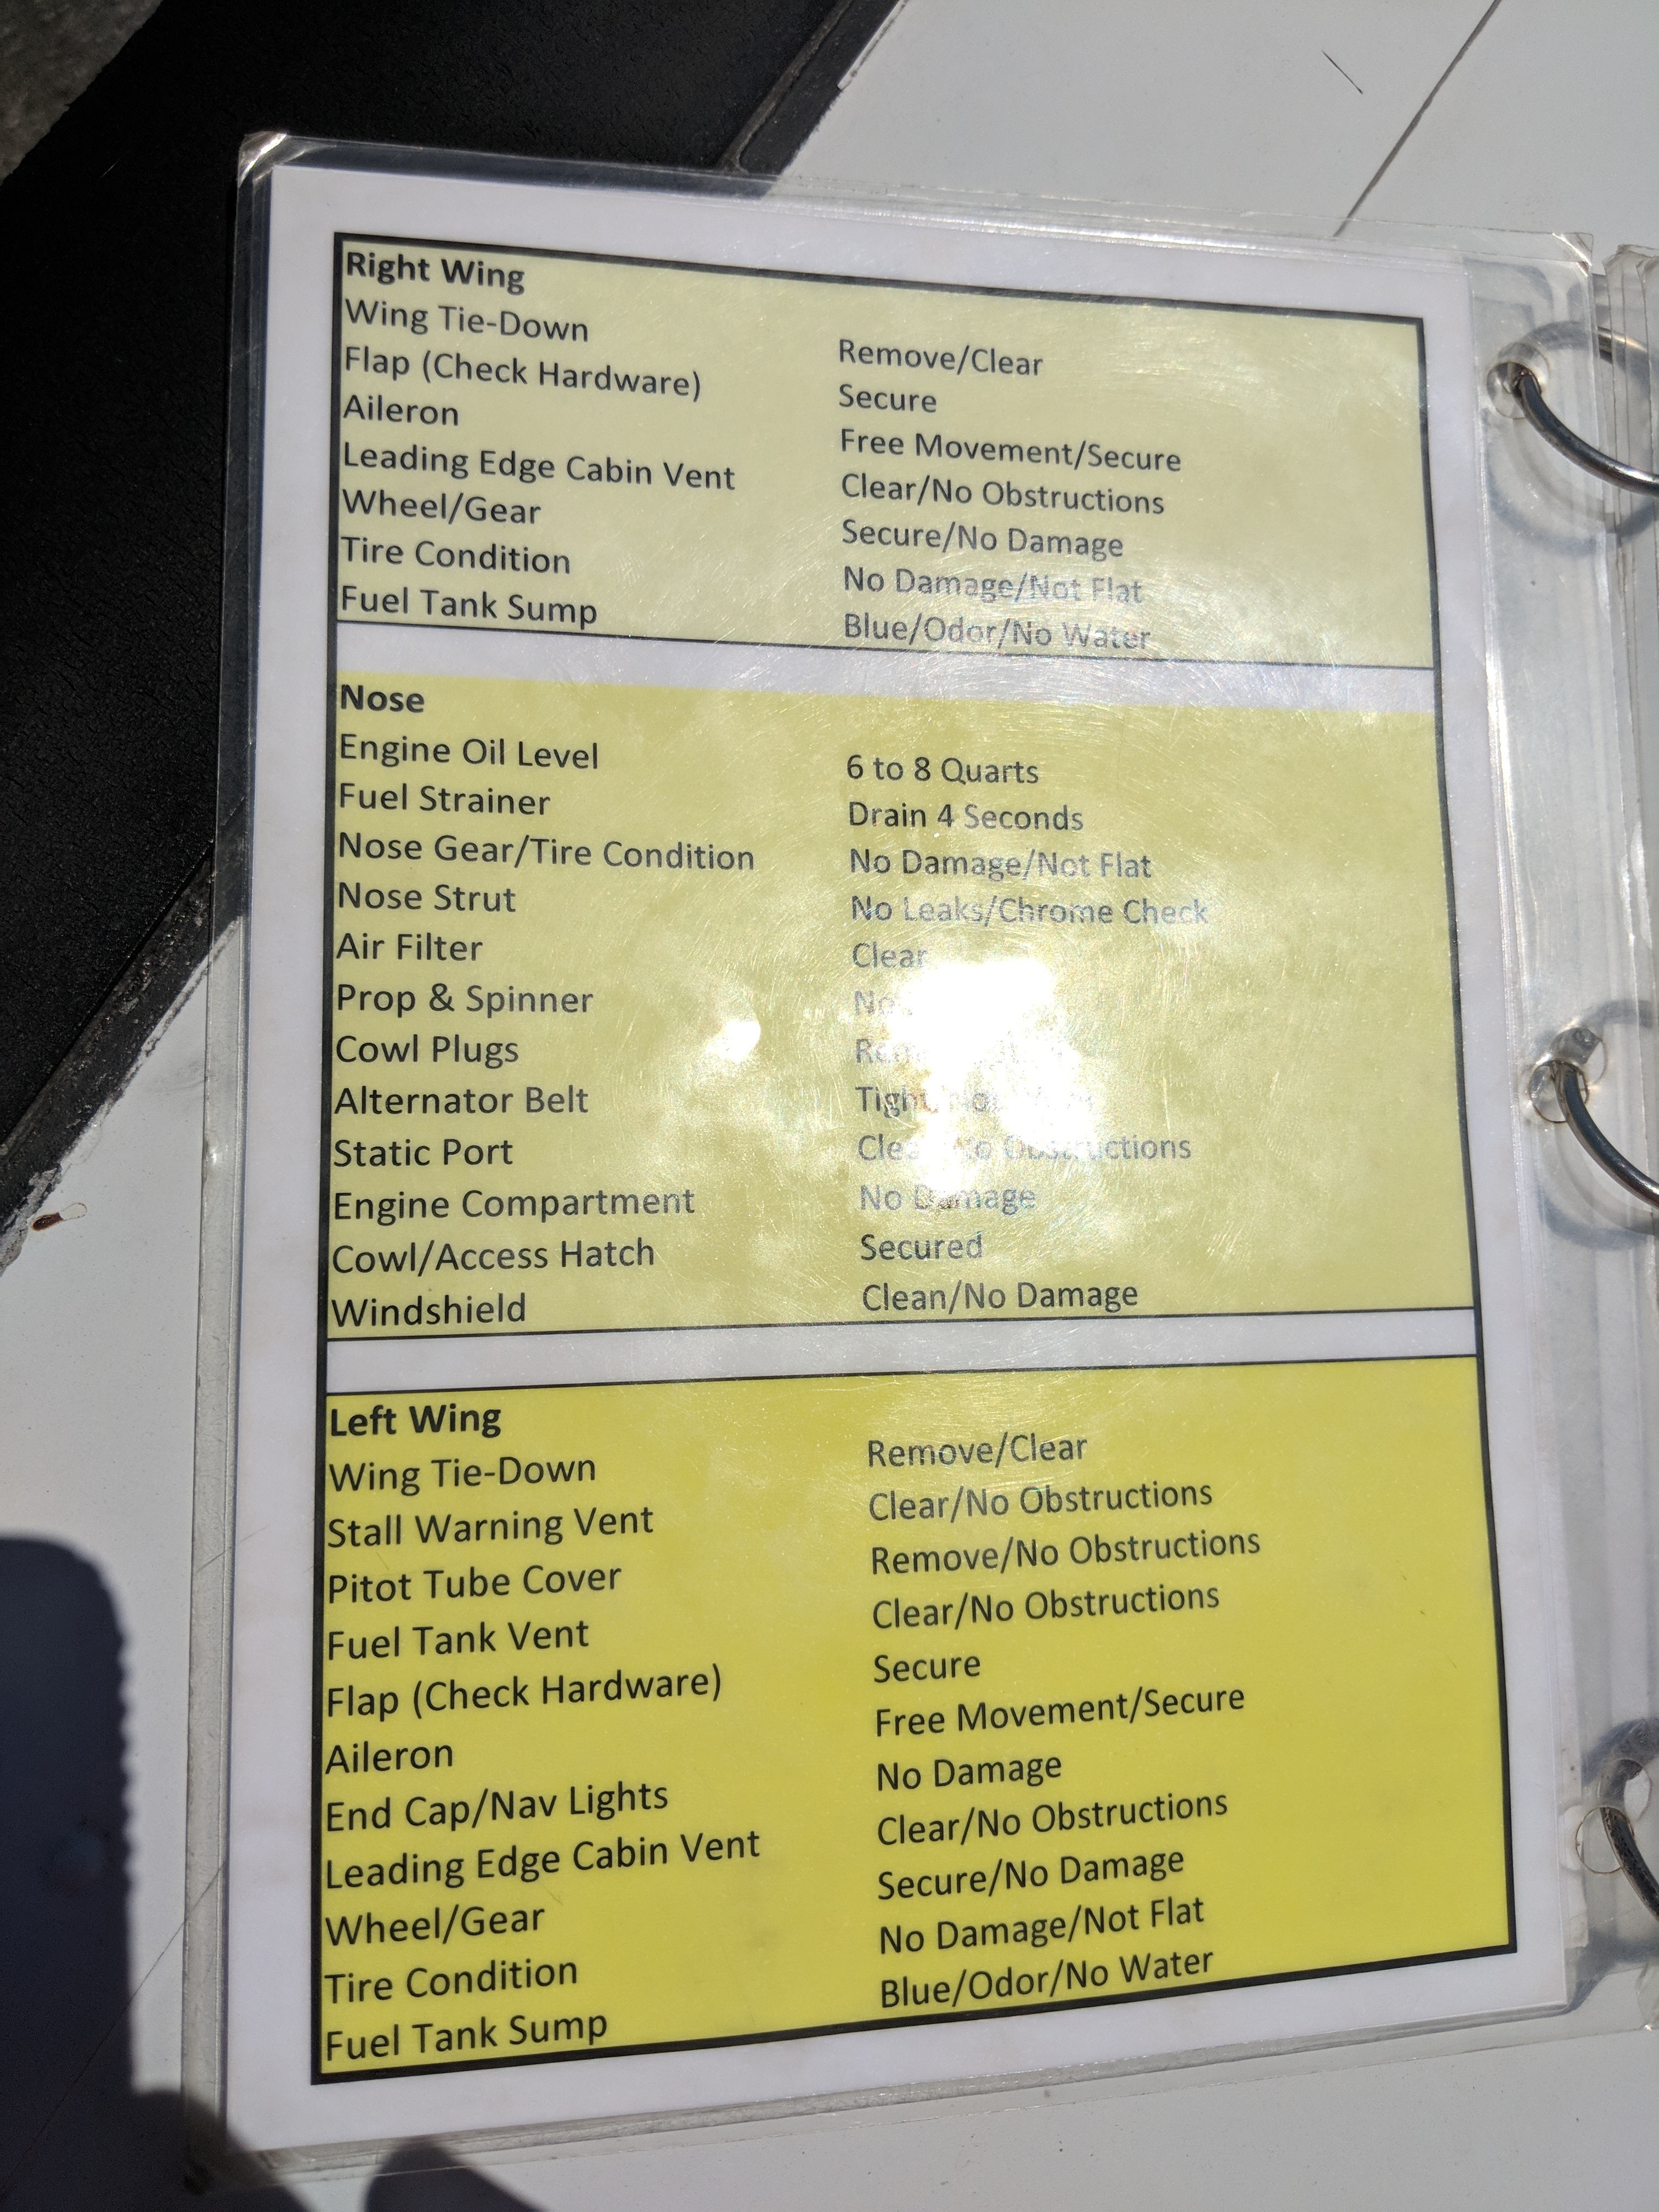 Right Wing
Wing Tie-Down Remove/Clear
Flap (Check Hardware) Secure
Aileron Free Movement/Secure
Leading Edge Cabin Vent Clear/No Obstructions
Wheel/Gear Secure/No Damage
Tire Condition No Damage/Not Flat
Fuel Tank Sump Blue/Odor/No Water
Nose
Engine Oil Level 6 to 8 Quarts
Fuel Strainer Drain 4 Seconds
Nose Gear/Tire Condition No Damage/Not Flat
Nose Strut No Leaks/Chrome Check
Air Filter Clear
Prop & Spinner
Cowl Plugs
Alternator Belt
Static Port Obstructions
Engine Compartment No Damage
Cowl/Access Hatch Secured
Windshield Clean/No Damage
Left Wing
Wing Tie-Down Remove/Clear
Stall Warning Vent Clear/No Obstructions
Pitot Tube Cover Remove/No Obstructions
Fuel Tank Vent Clear/No Obstructions
Flap (Check Hardware) Secure
Aileron Free Movement/Secure
End Cap/Nav Lights No Damage
Leading Edge Cabin Vent Clear/No Obstructions
Wheel/Gear Secure/No Damage
Tire Condition No Damage/Not Flat
Fuel Tank Sump Blue/Odor/No Water